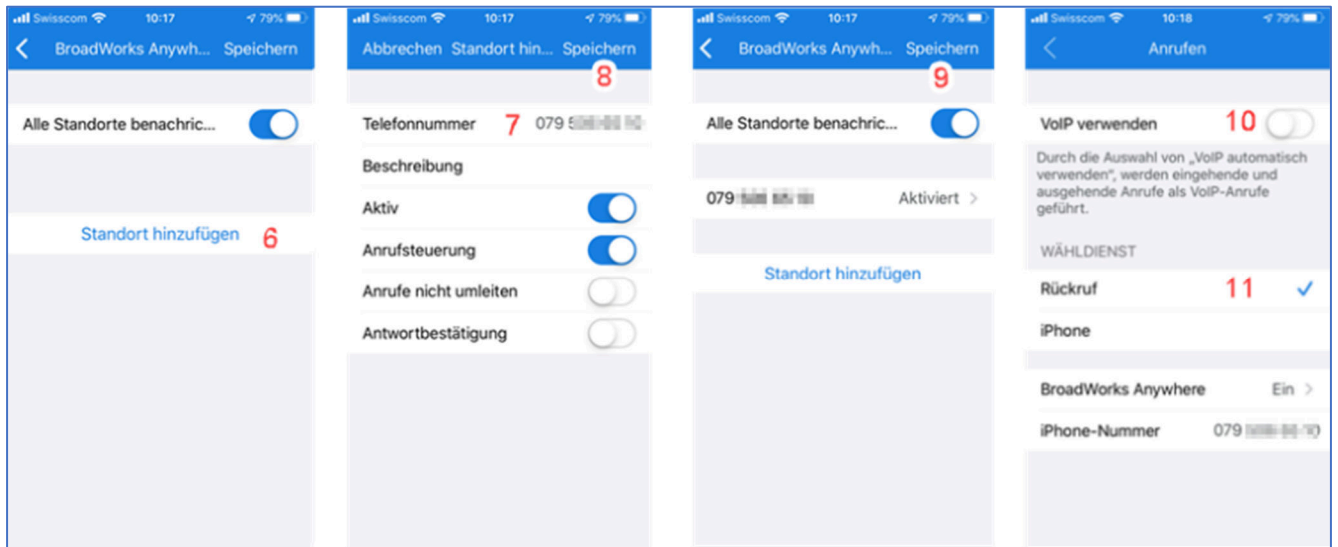 Swisscom 10:17 79%
BroadWorks Anywh... Speichern
Alle Standorte benachric...
Standort hinzufügen 6
Swisscom 10:17 79%
Abbrechen Standort hin... Speichern
8
Telefonnummer 7 079
Beschreibung
Aktiv
Anrufsteuerung
Anrufe nicht umleiten
Antwortbestätigung
Swisscom 10:17 79%
BroadWorks Anywh... Speichern
9
Alle Standorte benachric...
079 Aktiviert >
Standort hinzufügen
Swisscom 10:18 79%
Anrufen
VoIP verwenden 10
Durch die Auswahl von „VoIP automatisch
verwenden“, werden eingehende und
ausgehende Anrufe als VoIP-Anrufe
geführt.
WÄHLDIENST
Rückruf 11
iPhone
BroadWorks Anywhere Ein >
iPhone-Nummer 079